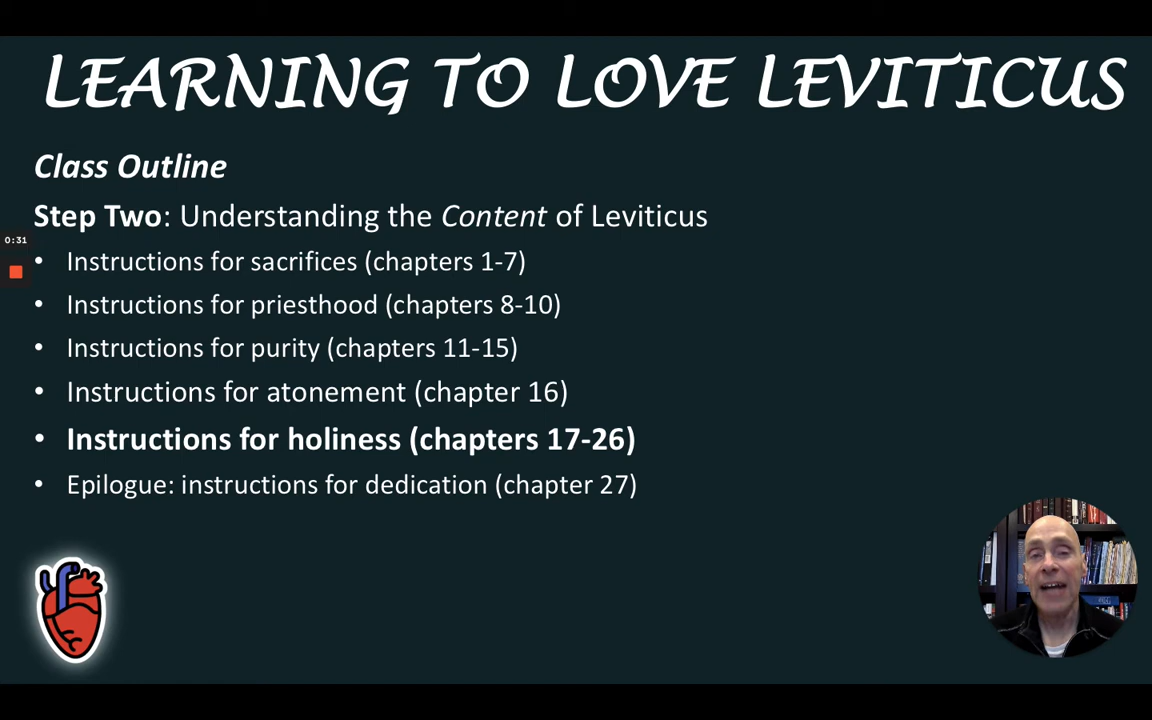 LEARNING TO LOVE LEVITICUS
Class Outline
Step Two: Understanding the Content of Leviticus
0:31
• Instructions for sacrifices (chapters 1-7)
• Instructions for priesthood (chapters 8-10)
• Instructions for purity (chapters 11-15)
• Instructions for atonement (chapter 16)
• Instructions for holiness (chapters 17-26)
• Epilogue: instructions for dedication (chapter 27)